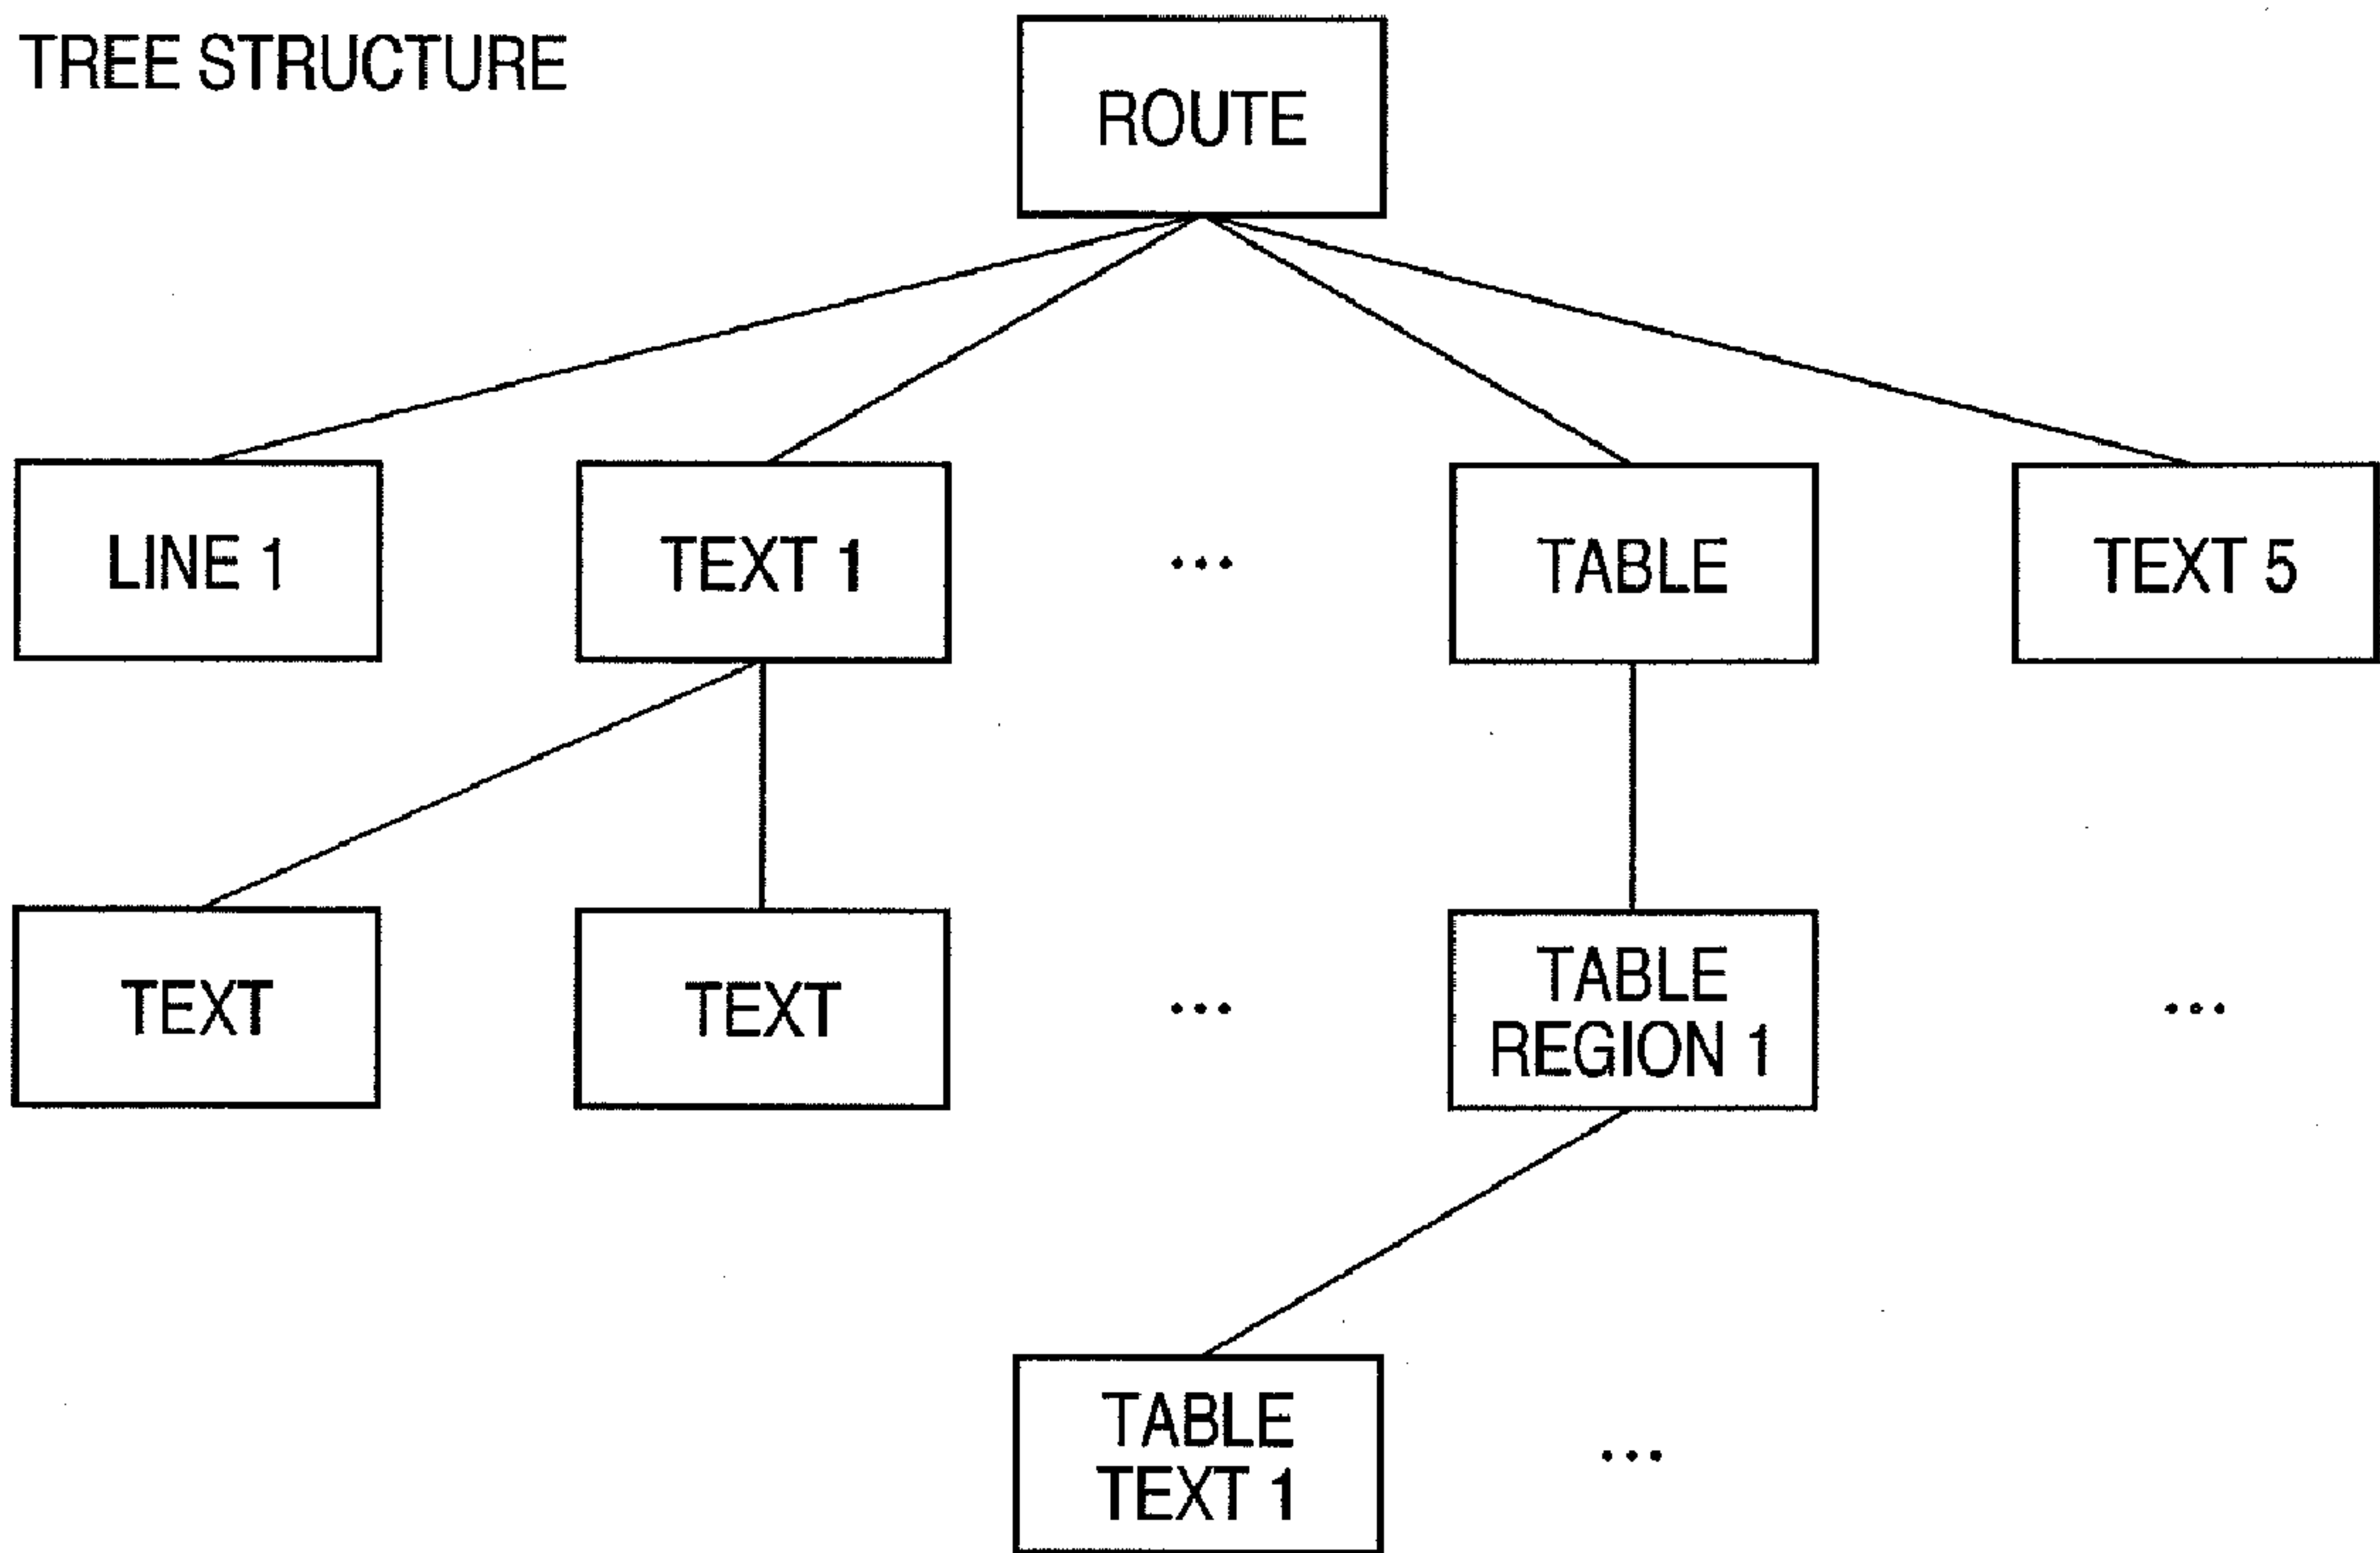 TREE STRUCTURE
ROUTE
LINE 1
TEXT 1
...
TABLE
TEXT 5
TEXT
TEXT
...
TABLE
REGION 1
...
TABLE
TEXT 1
...